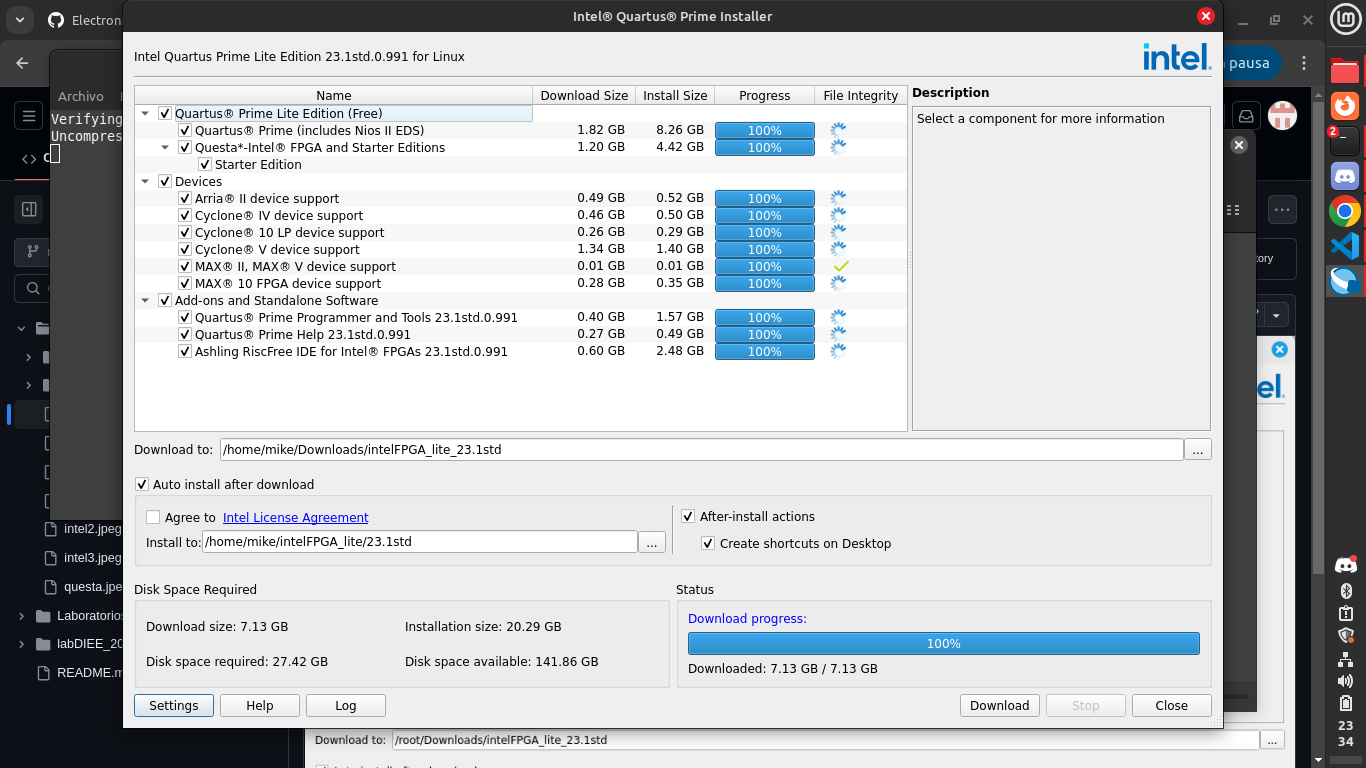 Electron
Intel® Quartus® Prime Installer
a pausa
Intel Quartus Prime Lite Edition 23.1std.0.991 for Linux
intel.
Archivo
Verifying
Uncompres
Name Download Size Install Size Progress File Integrity
Quartus® Prime Lite Edition (Free)
Quartus® Prime (includes Nios II EDS) 1.82 GB 8.26 GB 100%
Questa*-Intel® FPGA and Starter Editions 1.20 GB 4.42 GB 100%
Starter Edition
Devices
Arria® II device support 0.49 GB 0.52 GB 100%
Cyclone® IV device support 0.46 GB 0.50 GB 100%
Cyclone® 10 LP device support 0.26 GB 0.29 GB 100%
Cyclone® V device support 1.34 GB 1.40 GB 100%
MAX® II, MAX® V device support 0.01 GB 0.01 GB 100%
MAX® 10 FPGA device support 0.28 GB 0.35 GB 100%
Add-ons and Standalone Software
Quartus® Prime Programmer and Tools 23.1std.0.991 0.40 GB 1.57 GB 100%
Quartus® Prime Help 23.1std.0.991 0.27 GB 0.49 GB 100%
Ashling RiscFree IDE for Intel® FPGAs 23.1std.0.991 0.60 GB 2.48 GB 100%
Description
Select a component for more information
2
tory
el.
Download to: /home/mike/Downloads/intelFPGA_lite_23.1std ...
Auto install after download
Agree to Intel License Agreement
Install to: /home/mike/intelFPGA_lite/23.1std ...
After-install actions
Create shortcuts on Desktop
intel2.jpeg
intel3.jpeg
questa.jpe
Laboratorios
labDIEE_20
README.m
Disk Space Required
Download size: 7.13 GB Installation size: 20.29 GB
Disk space required: 27.42 GB Disk space available: 141.86 GB
Status
Download progress:
100%
Downloaded: 7.13 GB / 7.13 GB
Settings Help Log Download Stop Close
Download to: /root/Downloads/intelFPGA_lite_23.1std ...
23
34